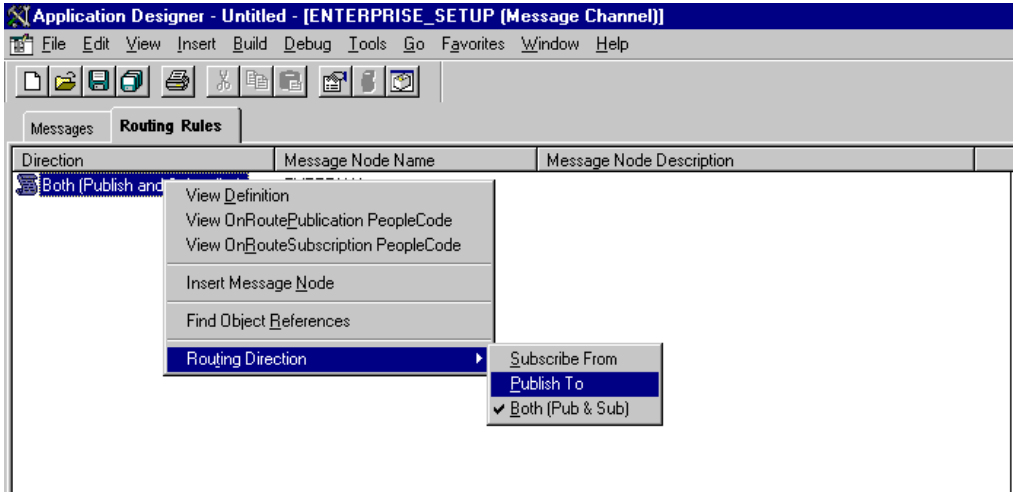 Application Designer - Untitled - [ENTERPRISE_SETUP (Message Channel)]
File Edit View Insert Build Debug Tools Go Favorites Window Help
Messages Routing Rules
Direction Message Node Name Message Node Description
Both (Publish and
View Definition
View OnRoutePublication PeopleCode
View OnRouteSubscription PeopleCode
Insert Message Node
Find Object References
Routing Direction
Subscribe From
Publish To
Both (Pub & Sub)